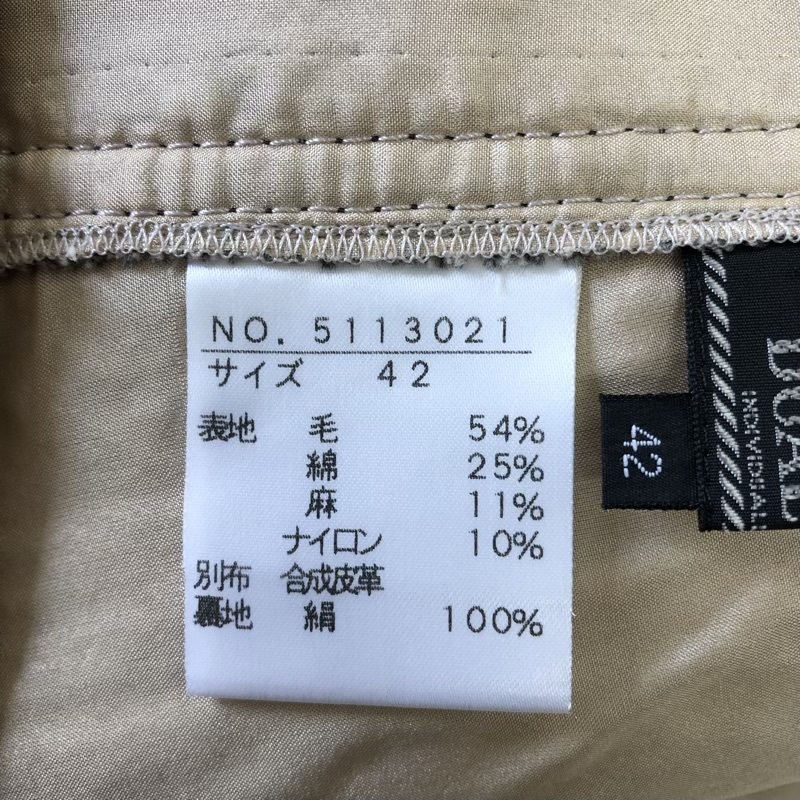 NO. 5113021
サイズ 42
表地 毛 54%
綿 25%
麻 11%
ナイロン 10%
別布 合成皮革
裏地 絹 100%
42